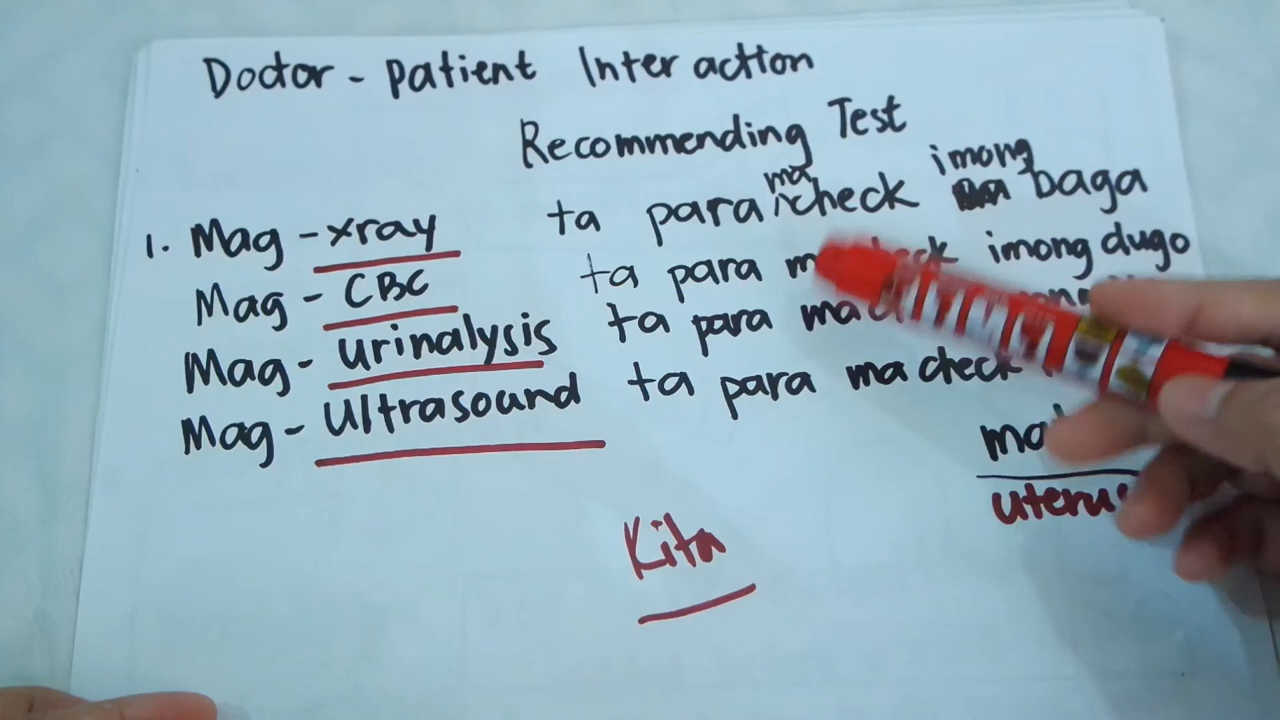 Doctor - patient Interaction
Recommending Test
1. Mag - xray ta para macheck imong baga
Mag - CBC ta para imong dugo
Mag - urinalysis ta para
Mag - Ultrasound ta para ma check
uterus
Kita